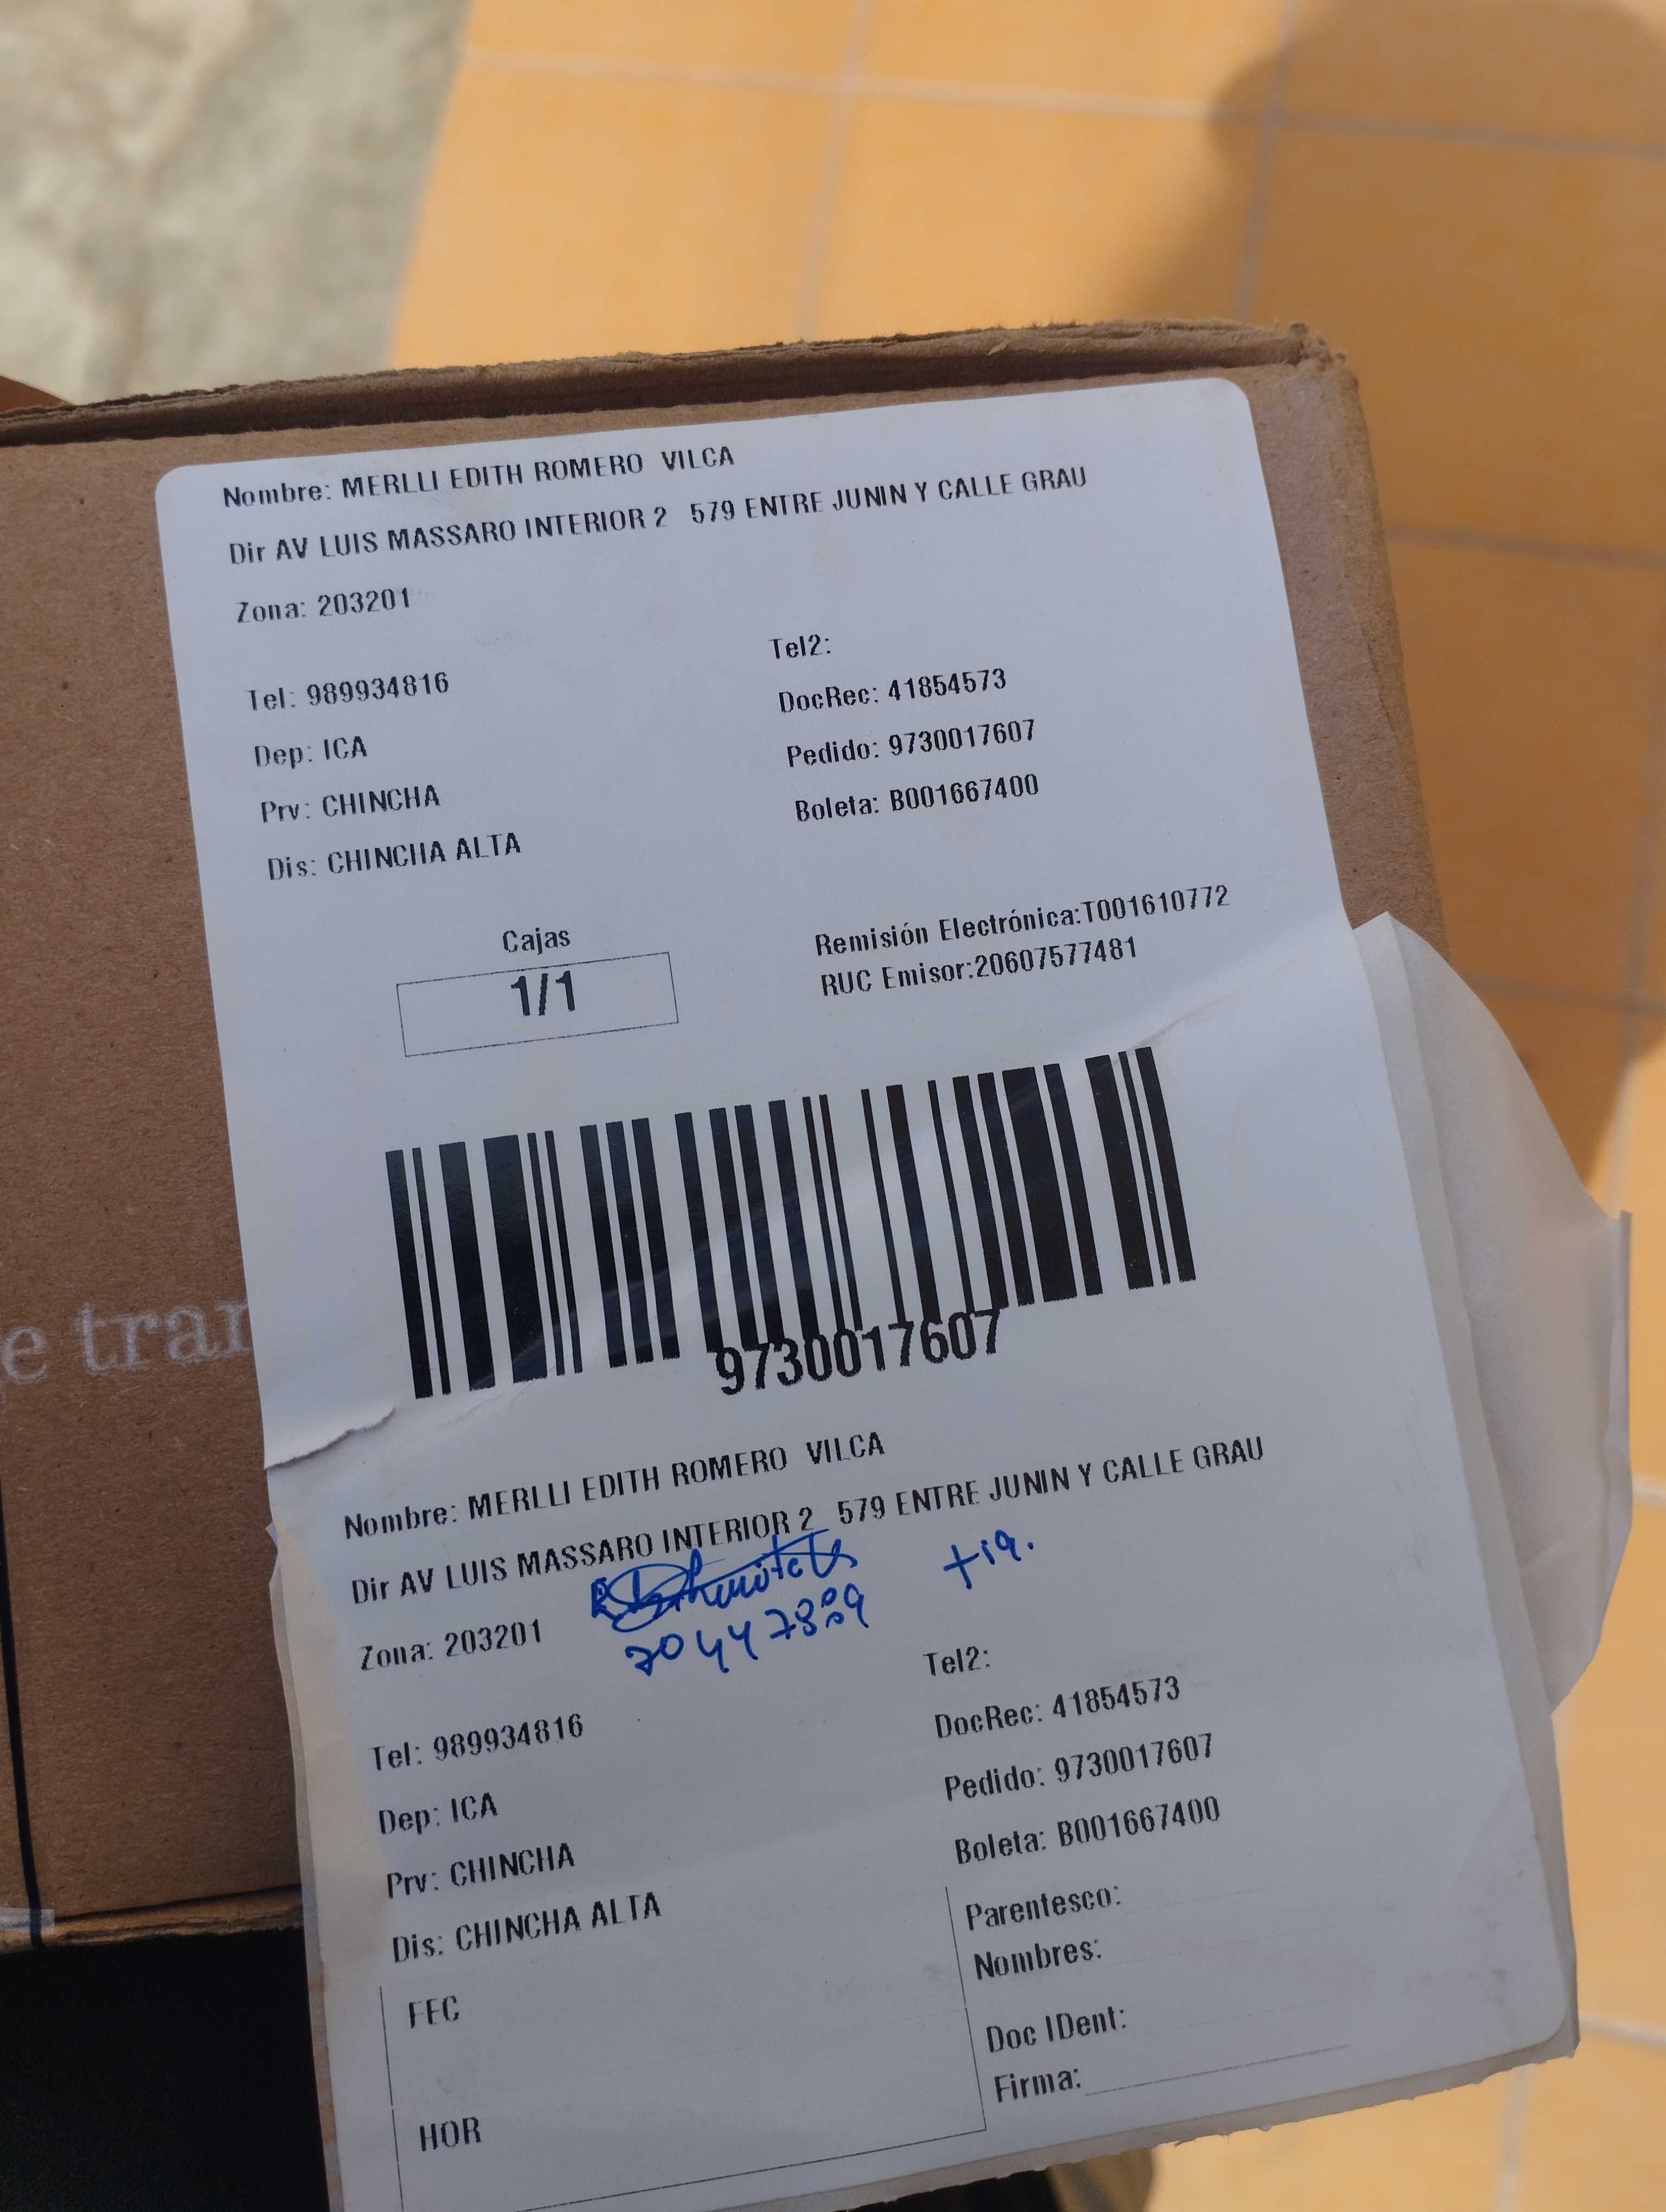 Nombre: MERLLI EDITH ROMERO VILCA
Dir AV LUIS MASSARO INTERIOR 2 579 ENTRE JUNIN Y CALLE GRAU
Zona: 203201
Tel: 989934816
Dep: ICA
Prv: CHINCHA
Dis: CHINCHA ALTA
Tel2:
DocRec: 41854573
Pedido: 9730017607
Boleta: B001667400
Cajas
1/1
Remisión Electrónica:T001610772
RUC Emisor:20607577481
9730017607
e tran
Nombre: MERLLI EDITH ROMERO VILCA
Dir AV LUIS MASSARO INTERIOR 2 579 ENTRE JUNIN Y CALLE GRAU
tia.
Zona: 203201
Tel: 989934816
Dep: ICA
Prv: CHINCHA
Dis: CHINCHA ALTA
Tel2:
DocRec: 41854573
Pedido: 9730017607
Boleta: B001667400
FEC
HOR
Parentesco:
Nombres:
Doc IDent:
Firma: